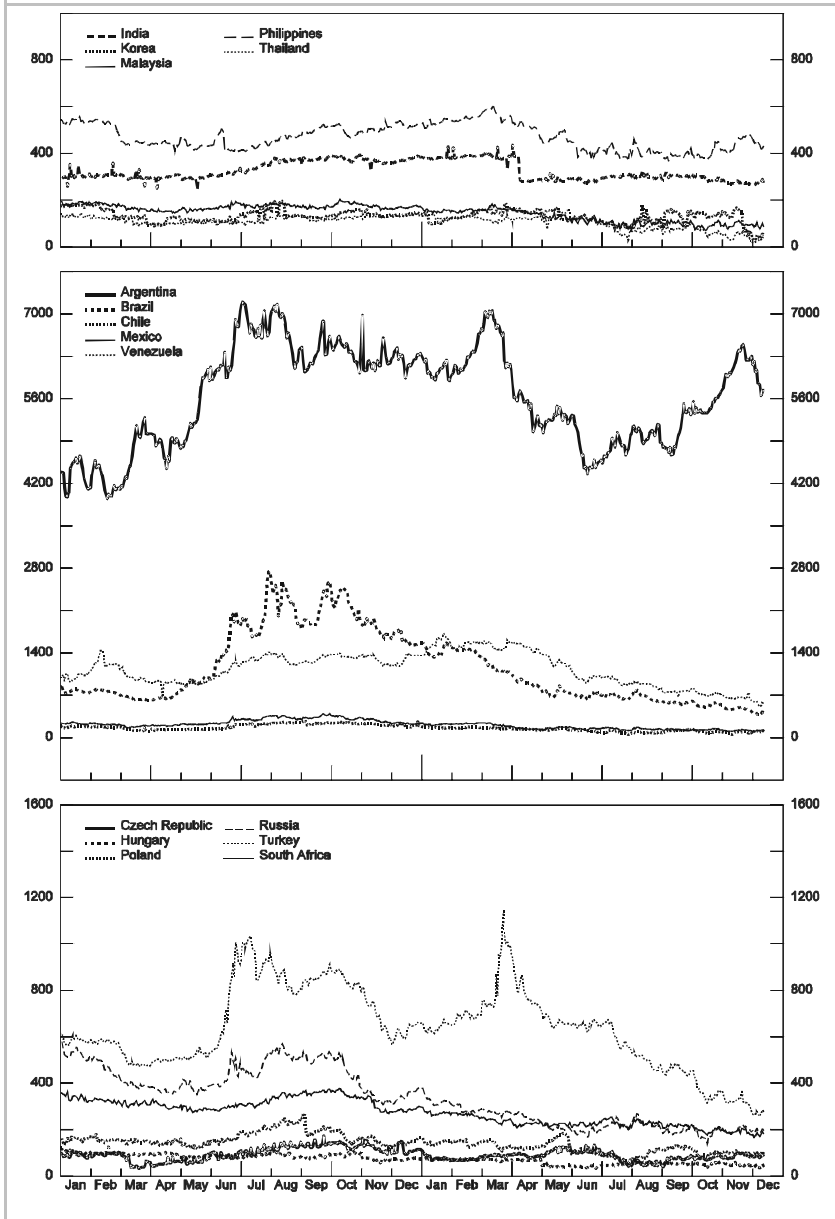 India Philippines
Korea Thailand
Malaysia
800 800
400 400
0 0
Argentina
Brazil
Chile
Mexico
Venezuela
7000 7000
5600 5600
4200 4200
2800 2800
1400 1400
0 0
1600 1600
Czech Republic Russia
Hungary Turkey
Poland South Africa
1200 1200
800 800
400 400
0 0
Jan Feb Mar Apr May Jun Jul Aug Sep Oct Nov Dec Jan Feb Mar Apr May Jun Jul Aug Sep Oct Nov Dec